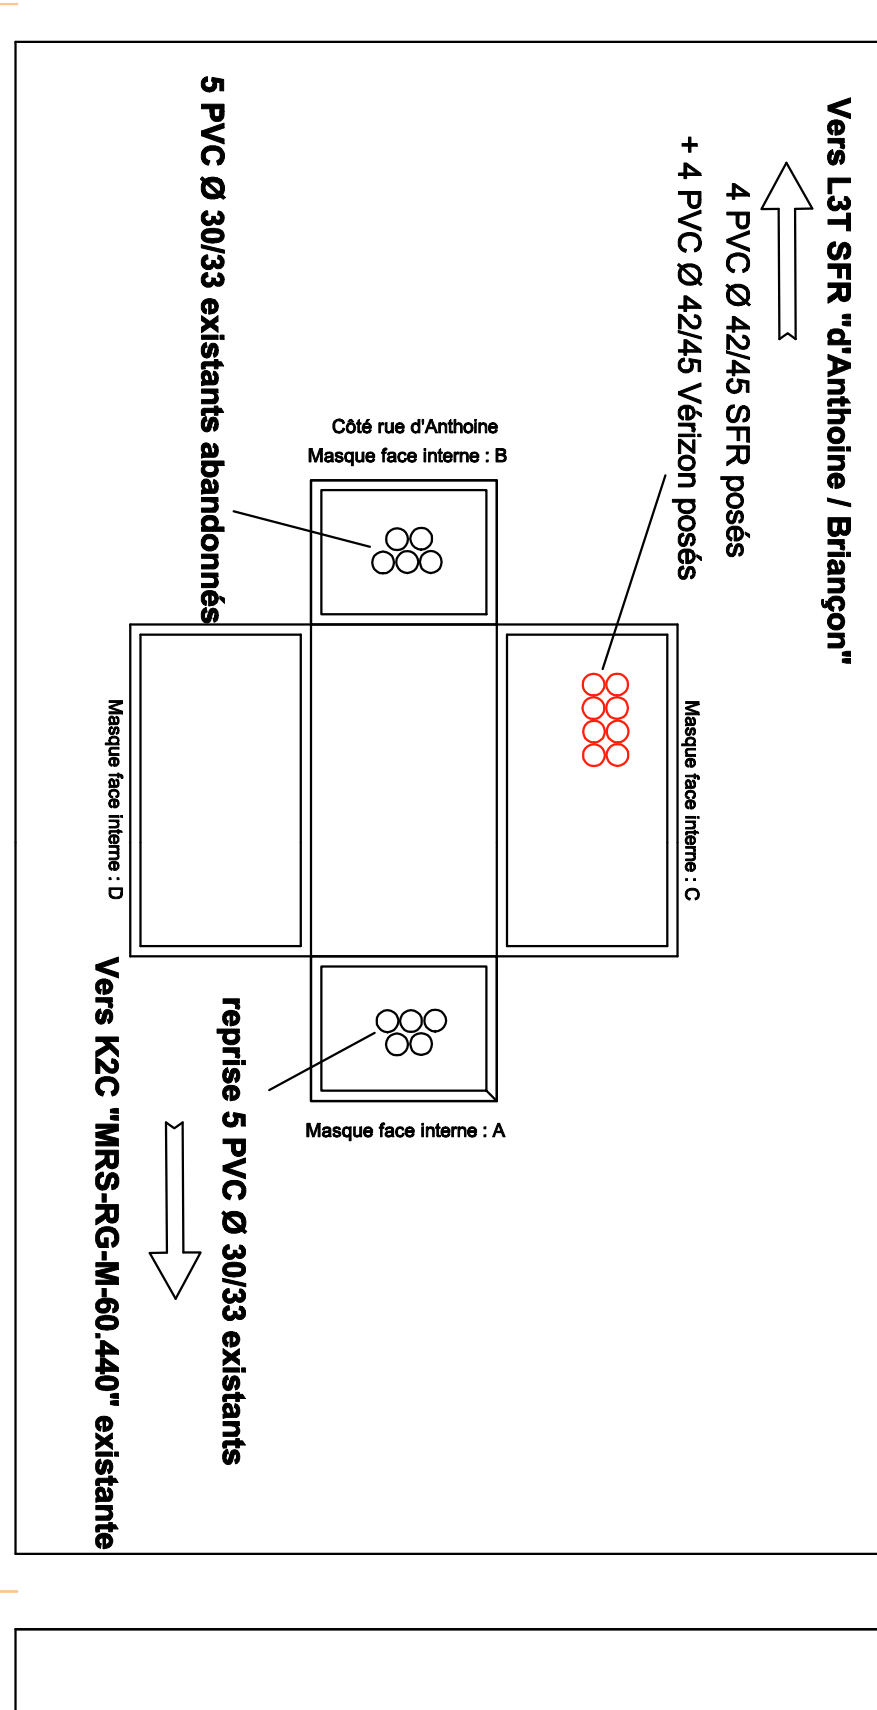 Vers L3T SFR "d'Anthoine / Briançon"
4 PVC Ø 42/45 SFR posés
+ 4 PVC Ø 42/45 Vérizon posés
5 PVC Ø 30/33 existants abandonnés
Côté rue d'Anthoine
Masque face interne : B
Masque face interne : C
Masque face interne : D
Masque face interne : A
reprise 5 PVC Ø 30/33 existants
Vers K2C "MRS-RG-M-60.440" existante